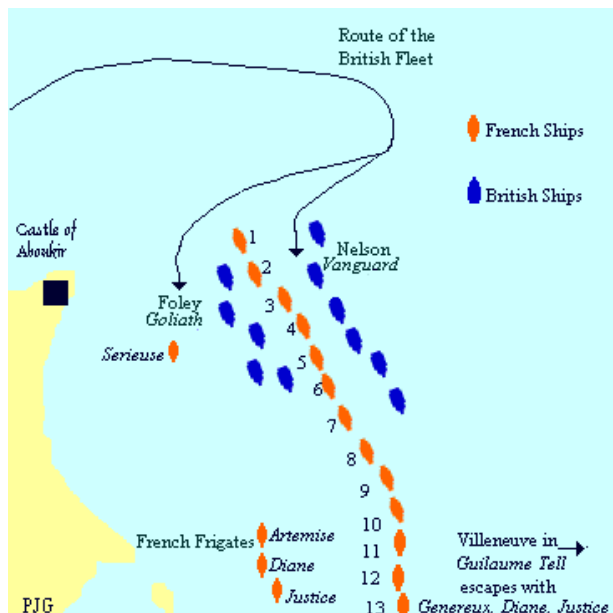 Route of the
British Fleet
French Ships
British Ships
Castle of
Aboukir
1
Nelson
Vanguard
2
Foley
Goliath
3
4
Serieuse
5
6
7
8
9
10
French Frigates
Artemise
Diane
Justice
11
12
13
Villeneuve in
Guilaume Tell
escapes with
Genereux, Diane, Justice
PJG